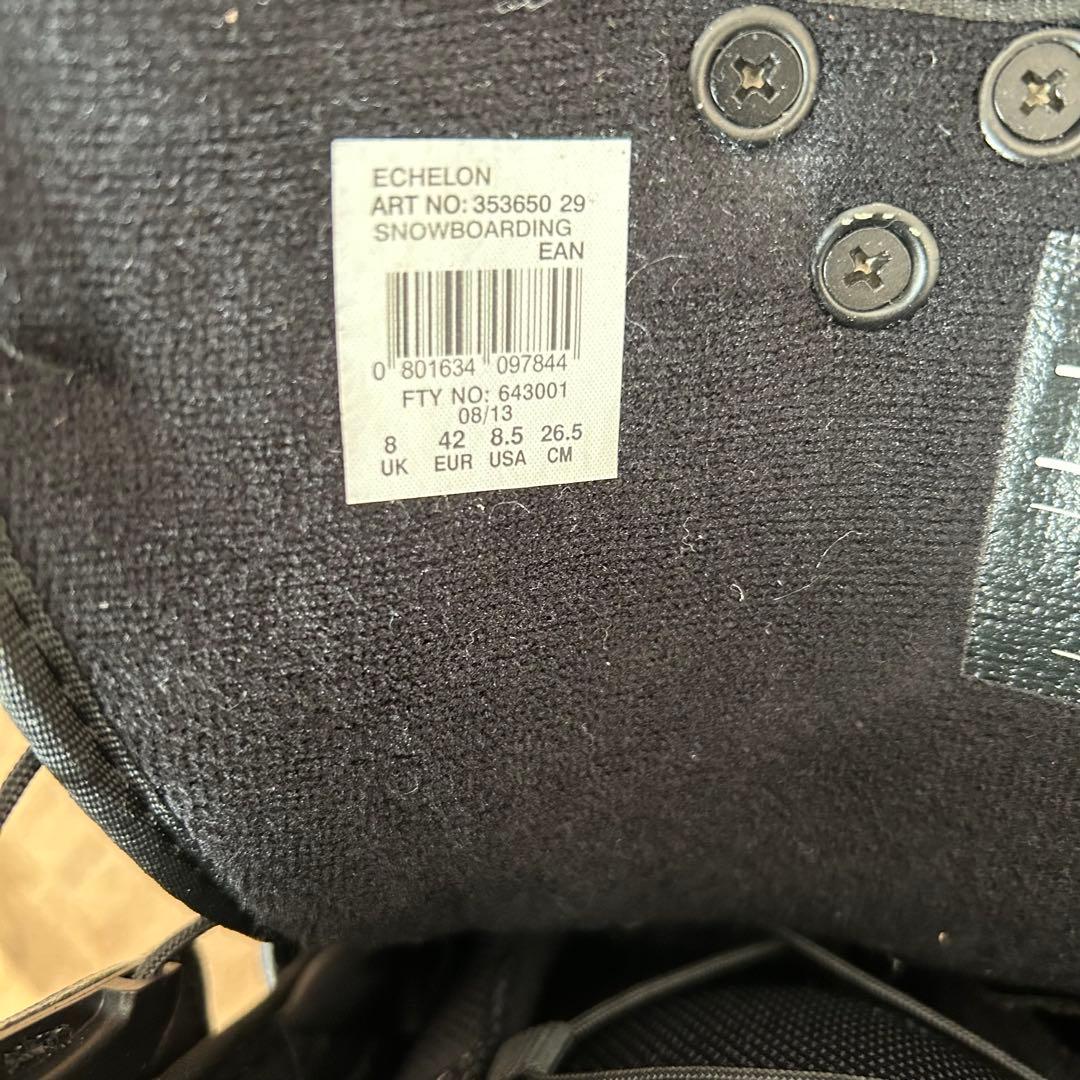 ECHELON
ART NO: 353650 29
SNOWBOARDING
EAN
0 801634 097844
FTY NO: 643001
08/13
8 42 8.5 26.5
UK EUR USA CM